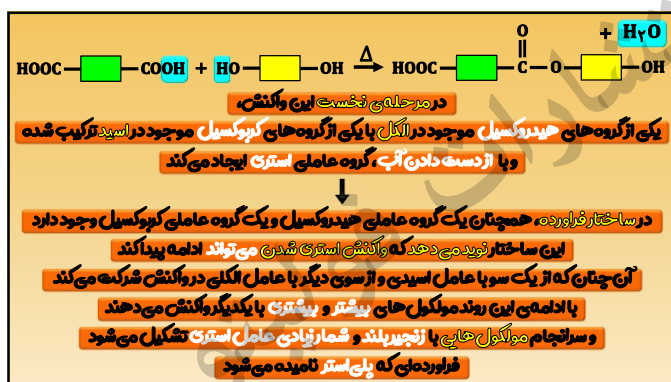 + H۲O
HOOC COOH + HO OH Δ HOOC C O OH
O
در مرحله‌ی نخست این واکنش،
یکی از گروه‌های هیدروکسیل موجود در الکل با یکی از گروه‌های کربوکسیل موجود در اسید ترکیب شده
و با از دست دادن آب، گروه عاملی استری ایجاد می‌کند
در ساختار فراورده، همچنان یک گروه عاملی هیدروکسیل و یک گروه عاملی کربوکسیل وجود دارد
این ساختار نوید می‌دهد که واکنش استری شدن می‌تواند ادامه پیدا کند
آن‌چنان که از یک سو با عامل اسیدی و از سوی دیگر با عامل الکلی در واکنش شرکت می‌کند
با ادامه‌ی این روند مولکول‌های بیشتر و بیشتری با یکدیگر واکنش می‌دهند
و سرانجام مولکول‌هایی با زنجیر بلند و شمار زیادی عامل استری تشکیل می‌شود
فراورده‌ای که پلی‌استر نامیده می‌شود